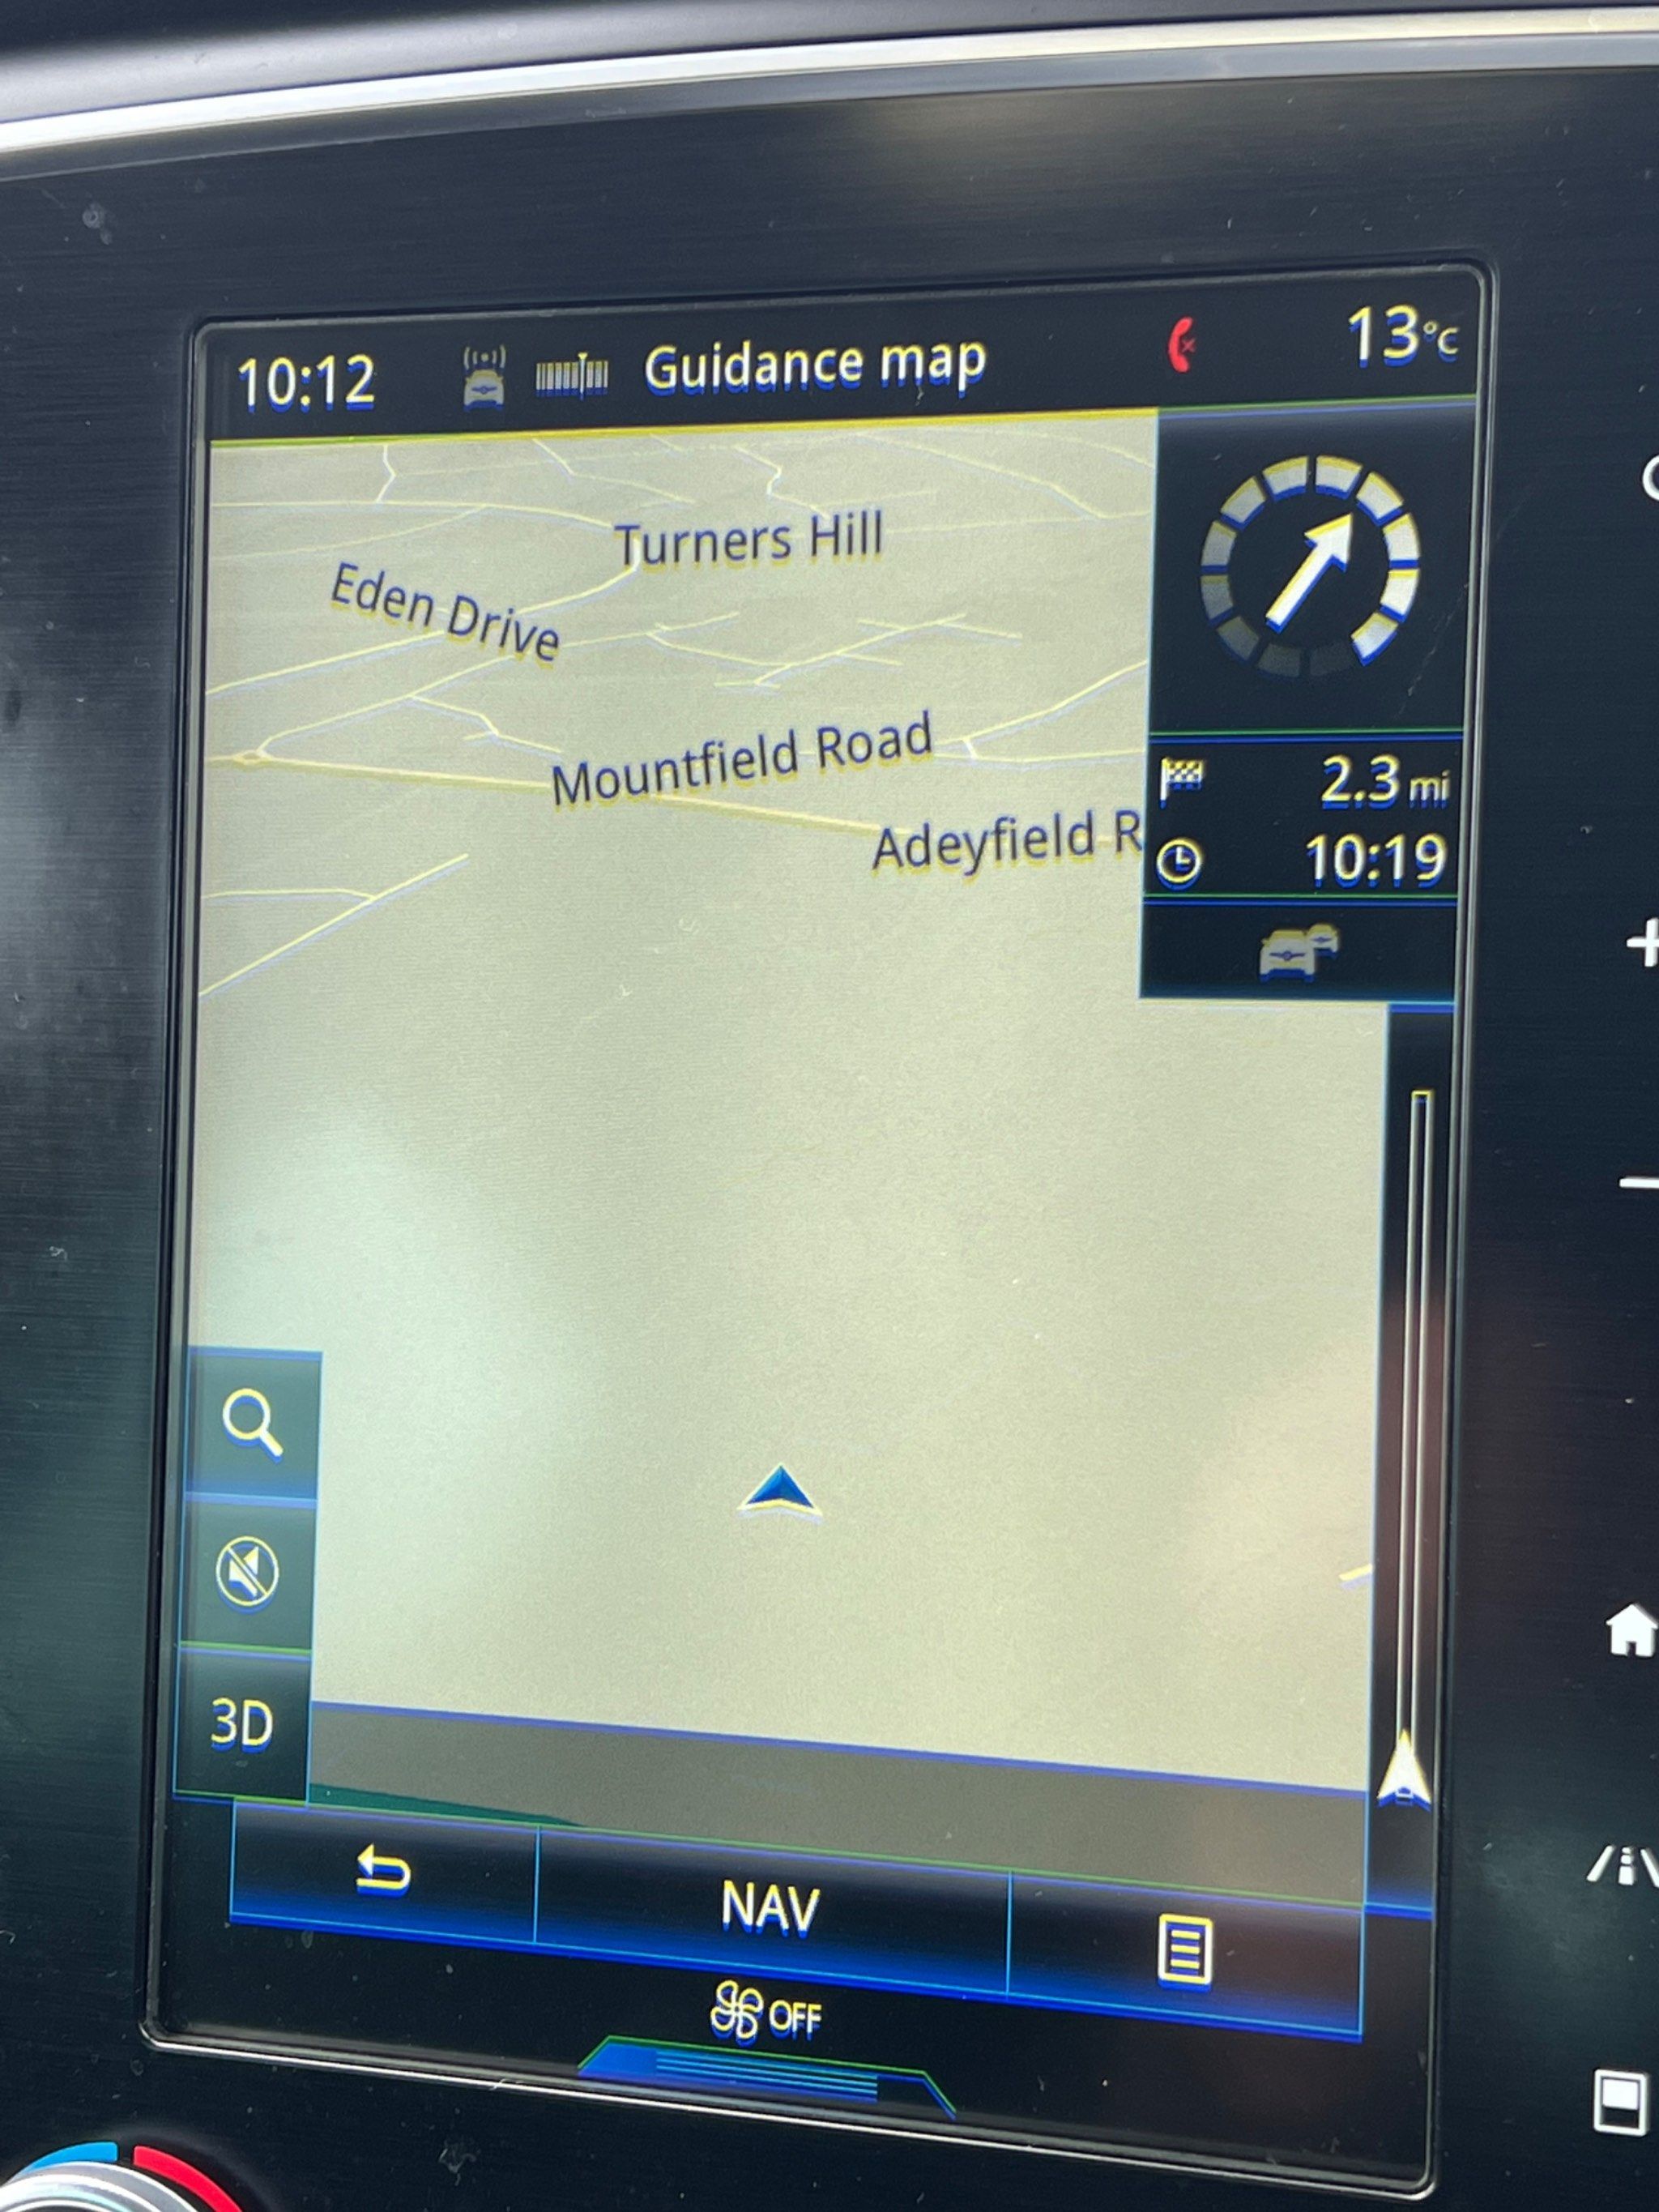 10:12 Guidance map 13°C
Turners Hill
Eden Drive
Mountfield Road
2.3 mi
Adeyfield R
10:19
3D
NAV
OFF